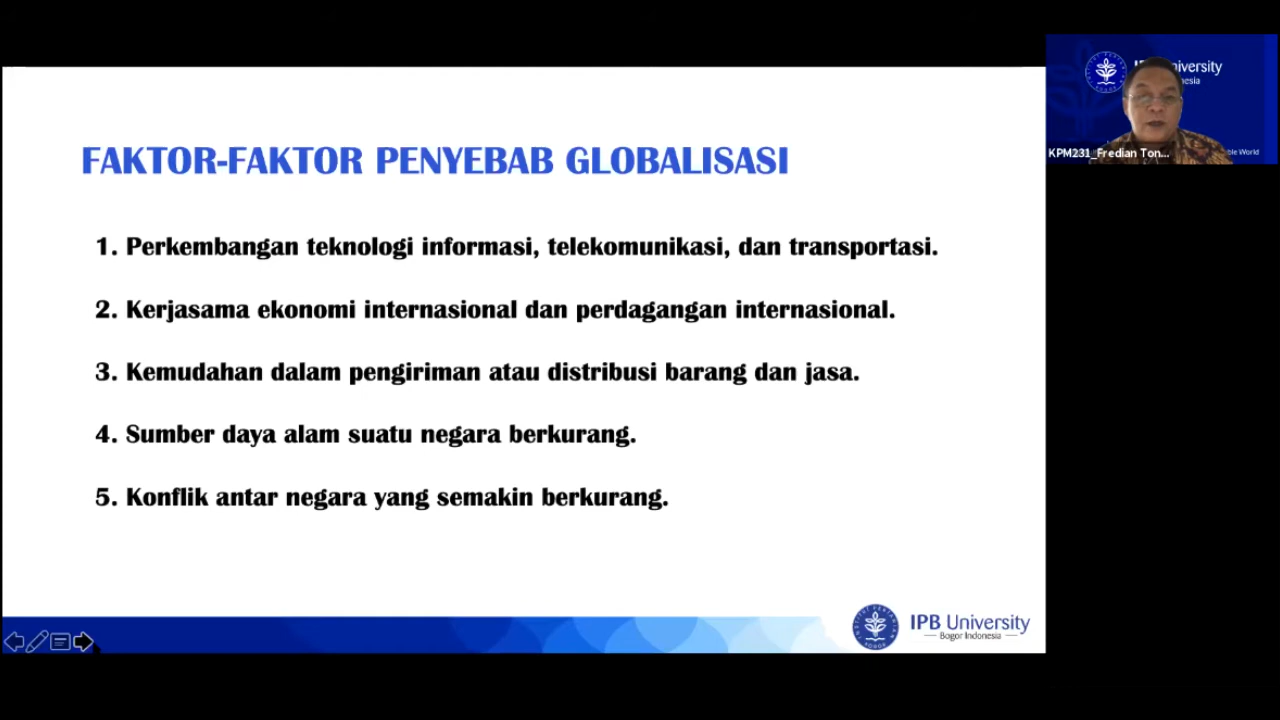 FAKTOR-FAKTOR PENYEBAB GLOBALISASI
1. Perkembangan teknologi informasi, telekomunikasi, dan transportasi.
2. Kerjasama ekonomi internasional dan perdagangan internasional.
3. Kemudahan dalam pengiriman atau distribusi barang dan jasa.
4. Sumber daya alam suatu negara berkurang.
5. Konflik antar negara yang semakin berkurang.
IPB University
Bogor Indonesia
KPM231_Fredian Ton...
World